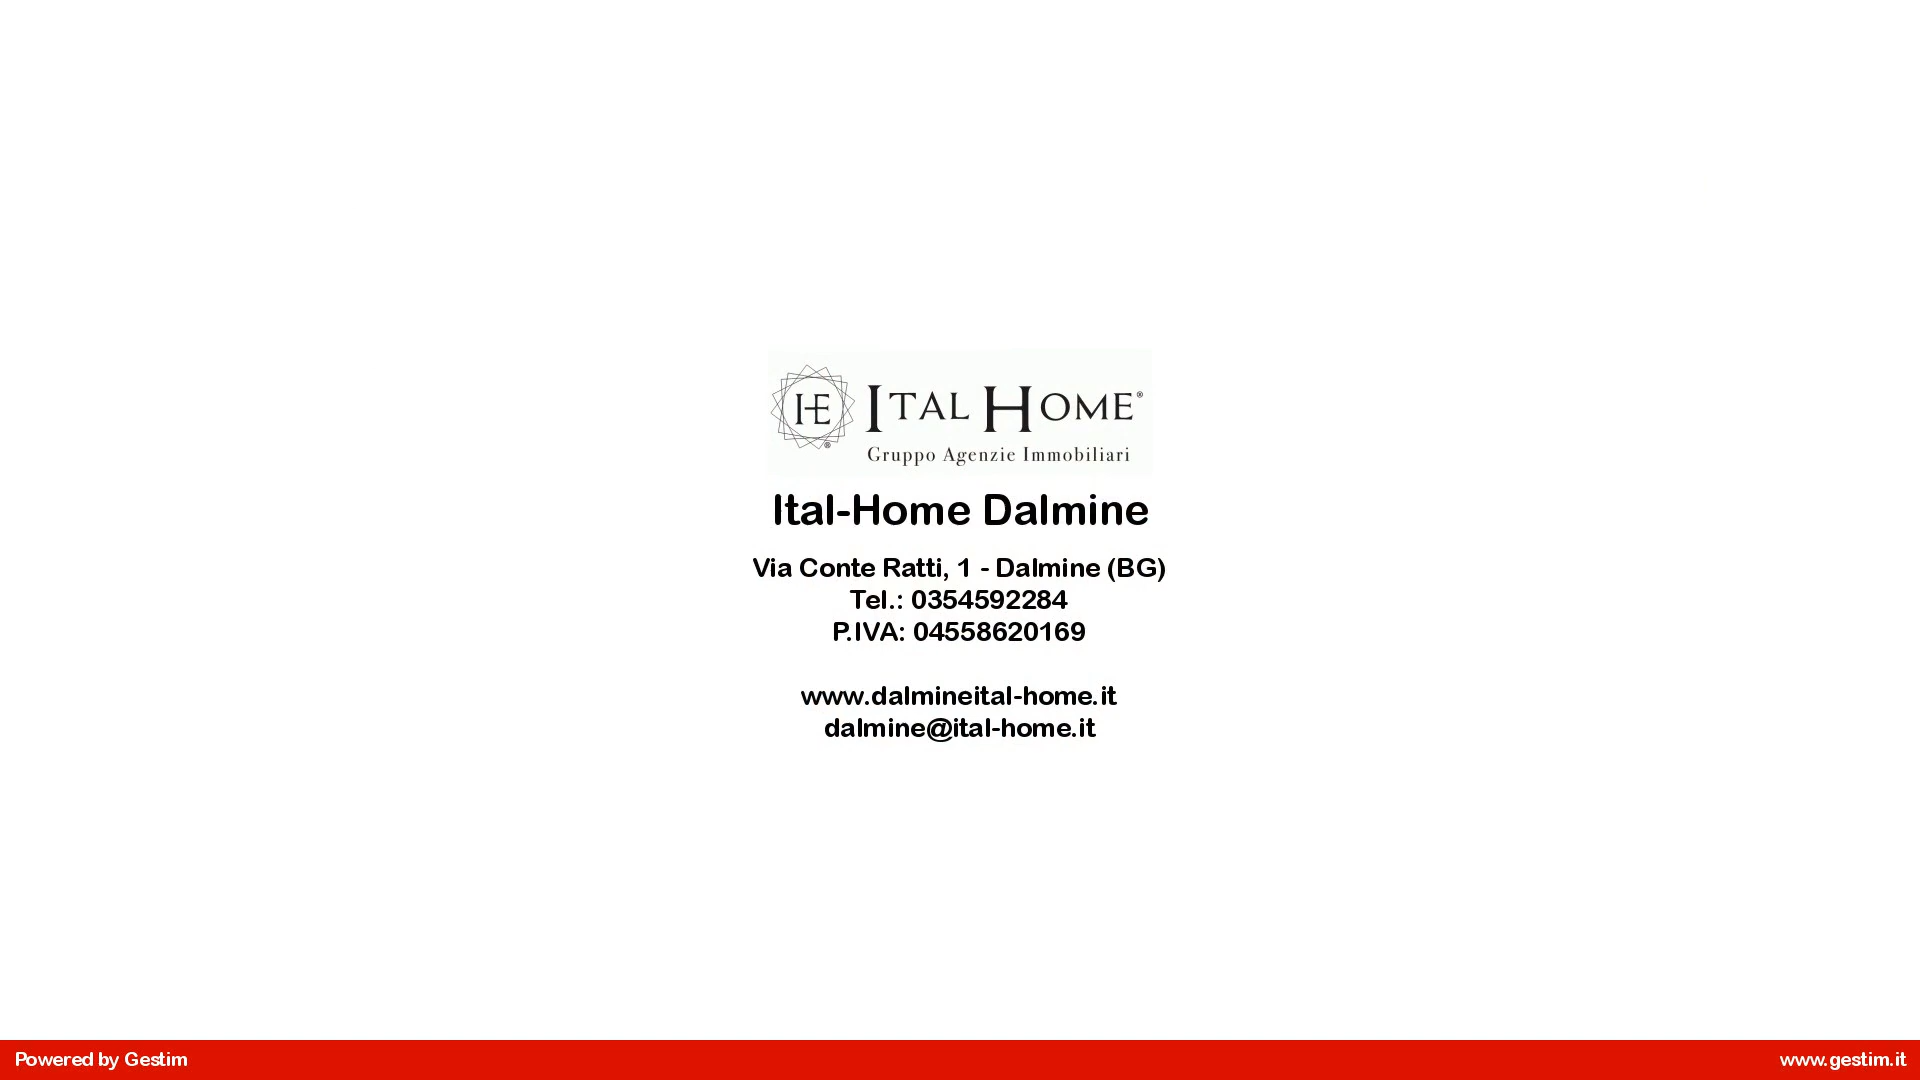 HE
®
ITAL HOME®
Gruppo Agenzie Immobiliari
Ital-Home Dalmine
Via Conte Ratti, 1 - Dalmine (BG)
Tel.: 0354592284
P.IVA: 04558620169
www.dalmineital-home.it
dalmine@ital-home.it
Powered by Gestim
www.gestim.it